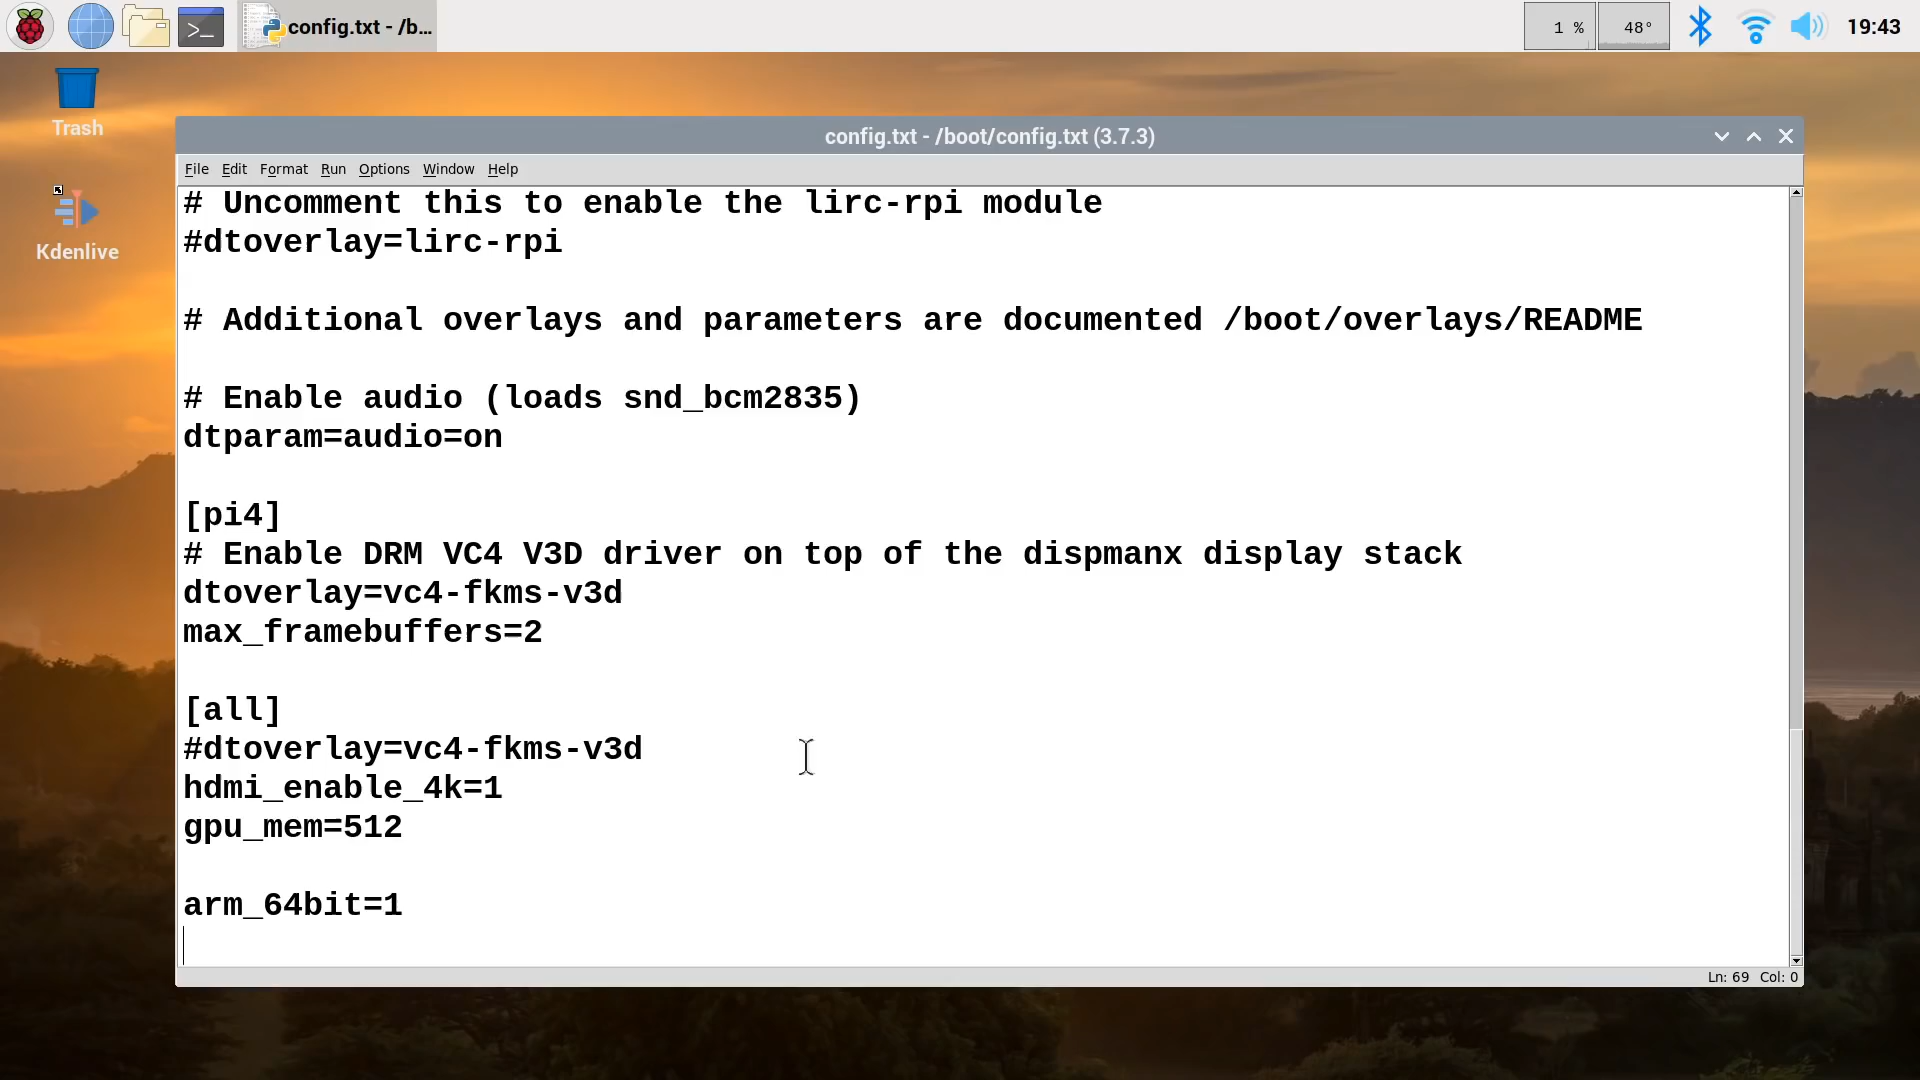 config.txt - /b...
1 %
48°
19:43
Trash
Kdenlive
config.txt - /boot/config.txt (3.7.3)
File Edit Format Run Options Window Help
# Uncomment this to enable the lirc-rpi module
#dtoverlay=lirc-rpi
# Additional overlays and parameters are documented /boot/overlays/README
# Enable audio (loads snd_bcm2835)
dtparam=audio=on
[pi4]
# Enable DRM VC4 V3D driver on top of the dispmanx display stack
dtoverlay=vc4-fkms-v3d
max_framebuffers=2
[all]
#dtoverlay=vc4-fkms-v3d
hdmi_enable_4k=1
gpu_mem=512
arm_64bit=1
Ln: 69 Col: 0